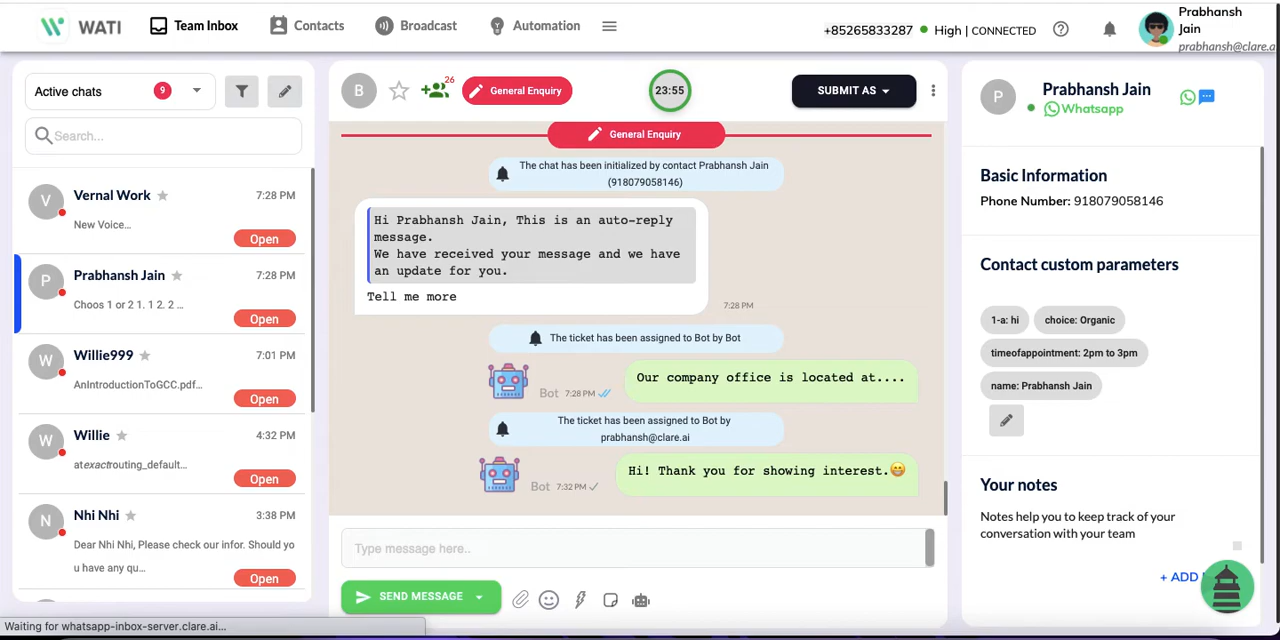 WATI
Team Inbox
Contacts
Broadcast
Automation
+85265833287
High | CONNECTED
Prabhansh
Jain
prabhansh@clare.a
Active chats
9
Search...
V
Vernal Work
7:28 PM
New Voice...
Open
P
Prabhansh Jain
7:28 PM
Choos 1 or 2 1. 1 2. 2 ...
Open
W
Willie999
7:01 PM
AnIntroductionToGCC.pdf...
Open
W
Willie
4:32 PM
atexactrouting_default...
Open
N
Nhi Nhi
3:38 PM
Dear Nhi Nhi, Please check our infor. Should yo
u have any qu...
Open
Waiting for whatsapp-inbox-server.clare.ai...
B
26
General Enquiry
23:55
SUBMIT AS
General Enquiry
The chat has been initialized by contact Prabhansh Jain
(918079058146)
Hi Prabhansh Jain, This is an auto-reply
message.
We have received your message and we have
an update for you.
Tell me more
7:28 PM
The ticket has been assigned to Bot by Bot
Our company office is located at....
Bot 7:28 PM
The ticket has been assigned to Bot by
prabhansh@clare.ai
Hi! Thank you for showing interest.😁
Bot 7:32 PM
Type message here..
SEND MESSAGE
P
Prabhansh Jain
Whatsapp
Basic Information
Phone Number: 918079058146
Contact custom parameters
1-a: hi
choice: Organic
timeofappointment: 2pm to 3pm
name: Prabhansh Jain
Your notes
Notes help you to keep track of your
conversation with your team
+ ADD